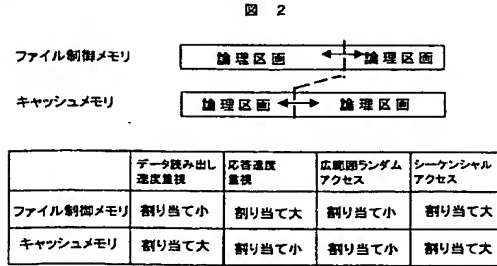 図 2
ファイル制御メモリ 論理区画 論理区画
キャッシュメモリ 論理区画 論理区画
データ読み出し 応答速度 広範囲ランダム シーケンシャル
速度重視 重視 アクセス アクセス
ファイル制御メモリ 割り当て小 割り当て大 割り当て小 割り当て大
キャッシュメモリ 割り当て大 割り当て小 割り当て小 割り当て大